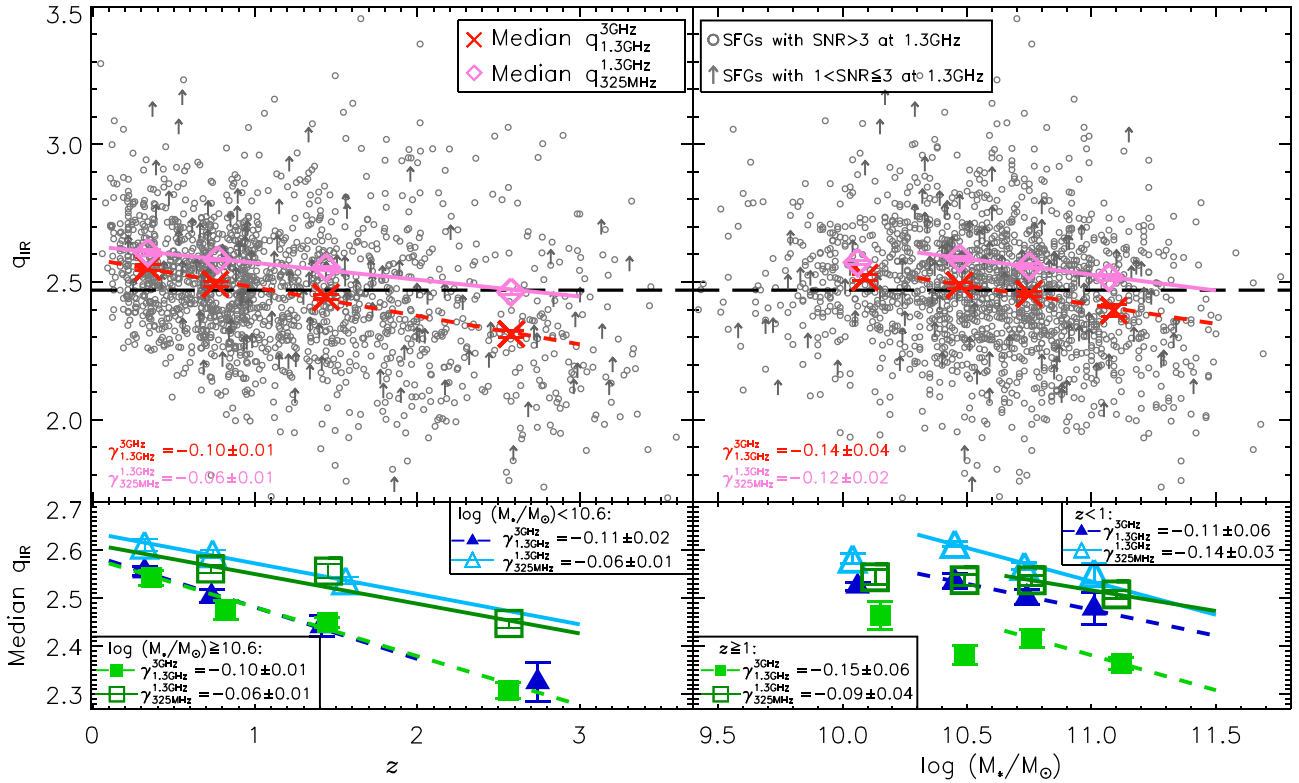 3.5
3.0
2.5
2.0
q_IR
Median q^3GHz_1.3GHz
Median q^1.3GHz_325MHz
γ^3GHz_1.3GHz =−0.10±0.01
γ^1.3GHz_325MHz =−0.06±0.01
SFGs with SNR>3 at 1.3GHz
SFGs with 1<SNR≦3 at 1.3GHz
γ^3GHz_1.3GHz =−0.14±0.04
γ^1.3GHz_325MHz =−0.12±0.02
2.7
2.6
2.5
2.4
2.3
Median q_IR
log (M_*/M_⊙)<10.6:
γ^3GHz_1.3GHz =−0.11±0.02
γ^1.3GHz_325MHz =−0.06±0.01
log (M_*/M_⊙)≧10.6:
γ^3GHz_1.3GHz =−0.10±0.01
γ^1.3GHz_325MHz =−0.06±0.01
z<1:
γ^3GHz_1.3GHz =−0.11±0.06
γ^1.3GHz_325MHz =−0.14±0.03
z≧1:
γ^3GHz_1.3GHz =−0.15±0.06
γ^1.3GHz_325MHz =−0.09±0.04
0 1 2 3
z
9.5 10.0 10.5 11.0 11.5
log (M_*/M_⊙)